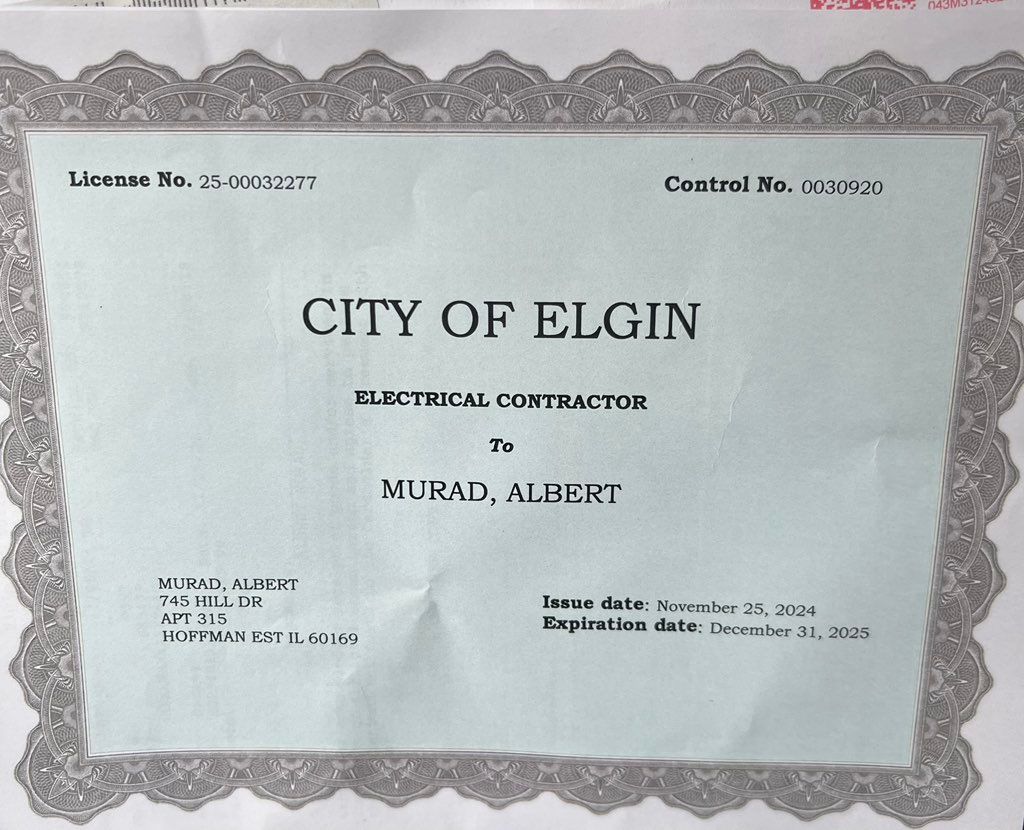 License No. 25-00032277
Control No. 0030920
CITY OF ELGIN
ELECTRICAL CONTRACTOR
To
MURAD, ALBERT
MURAD, ALBERT
745 HILL DR
APT 315
HOFFMAN EST IL 60169
Issue date: November 25, 2024
Expiration date: December 31, 2025